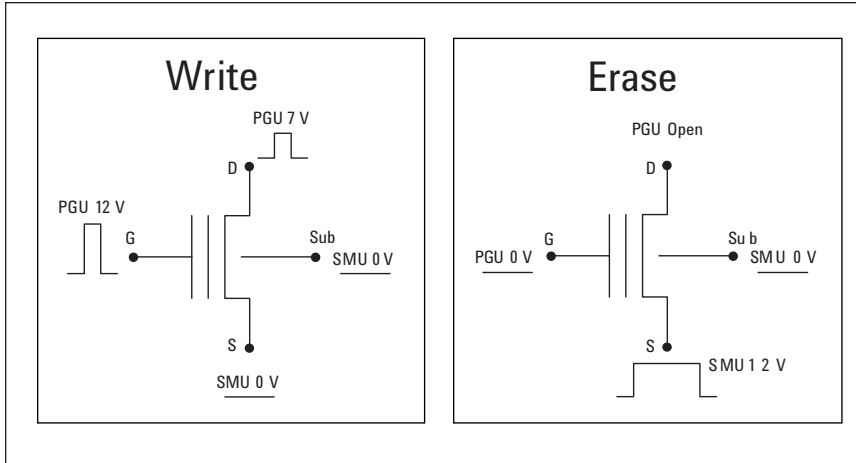 Write
PGU 7 V
D
PGU 12 V
G
Sub
SMU 0 V
S
SMU 0 V
Erase
PGU Open
D
G
Sub
PGU 0 V
SMU 0 V
S
SMU 1 2 V